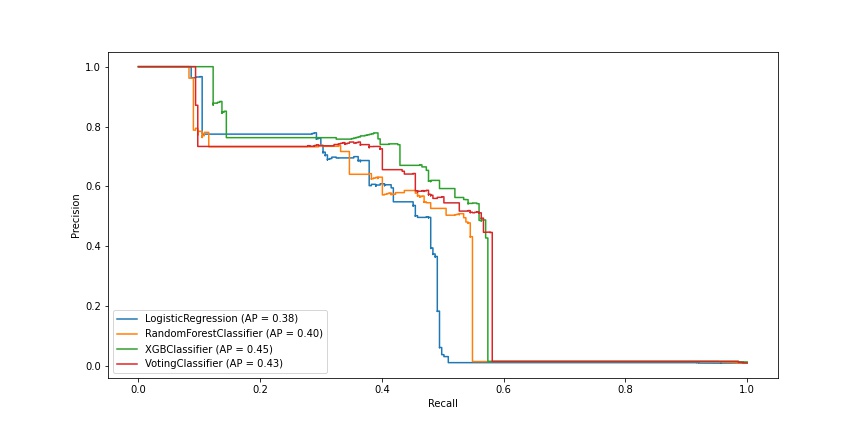 1.0
0.8
0.6
0.4
0.2
0.0
Precision
LogisticRegression (AP = 0.38)
RandomForestClassifier (AP = 0.40)
XGBClassifier (AP = 0.45)
VotingClassifier (AP = 0.43)
0.0 0.2 0.4 0.6 0.8 1.0
Recall